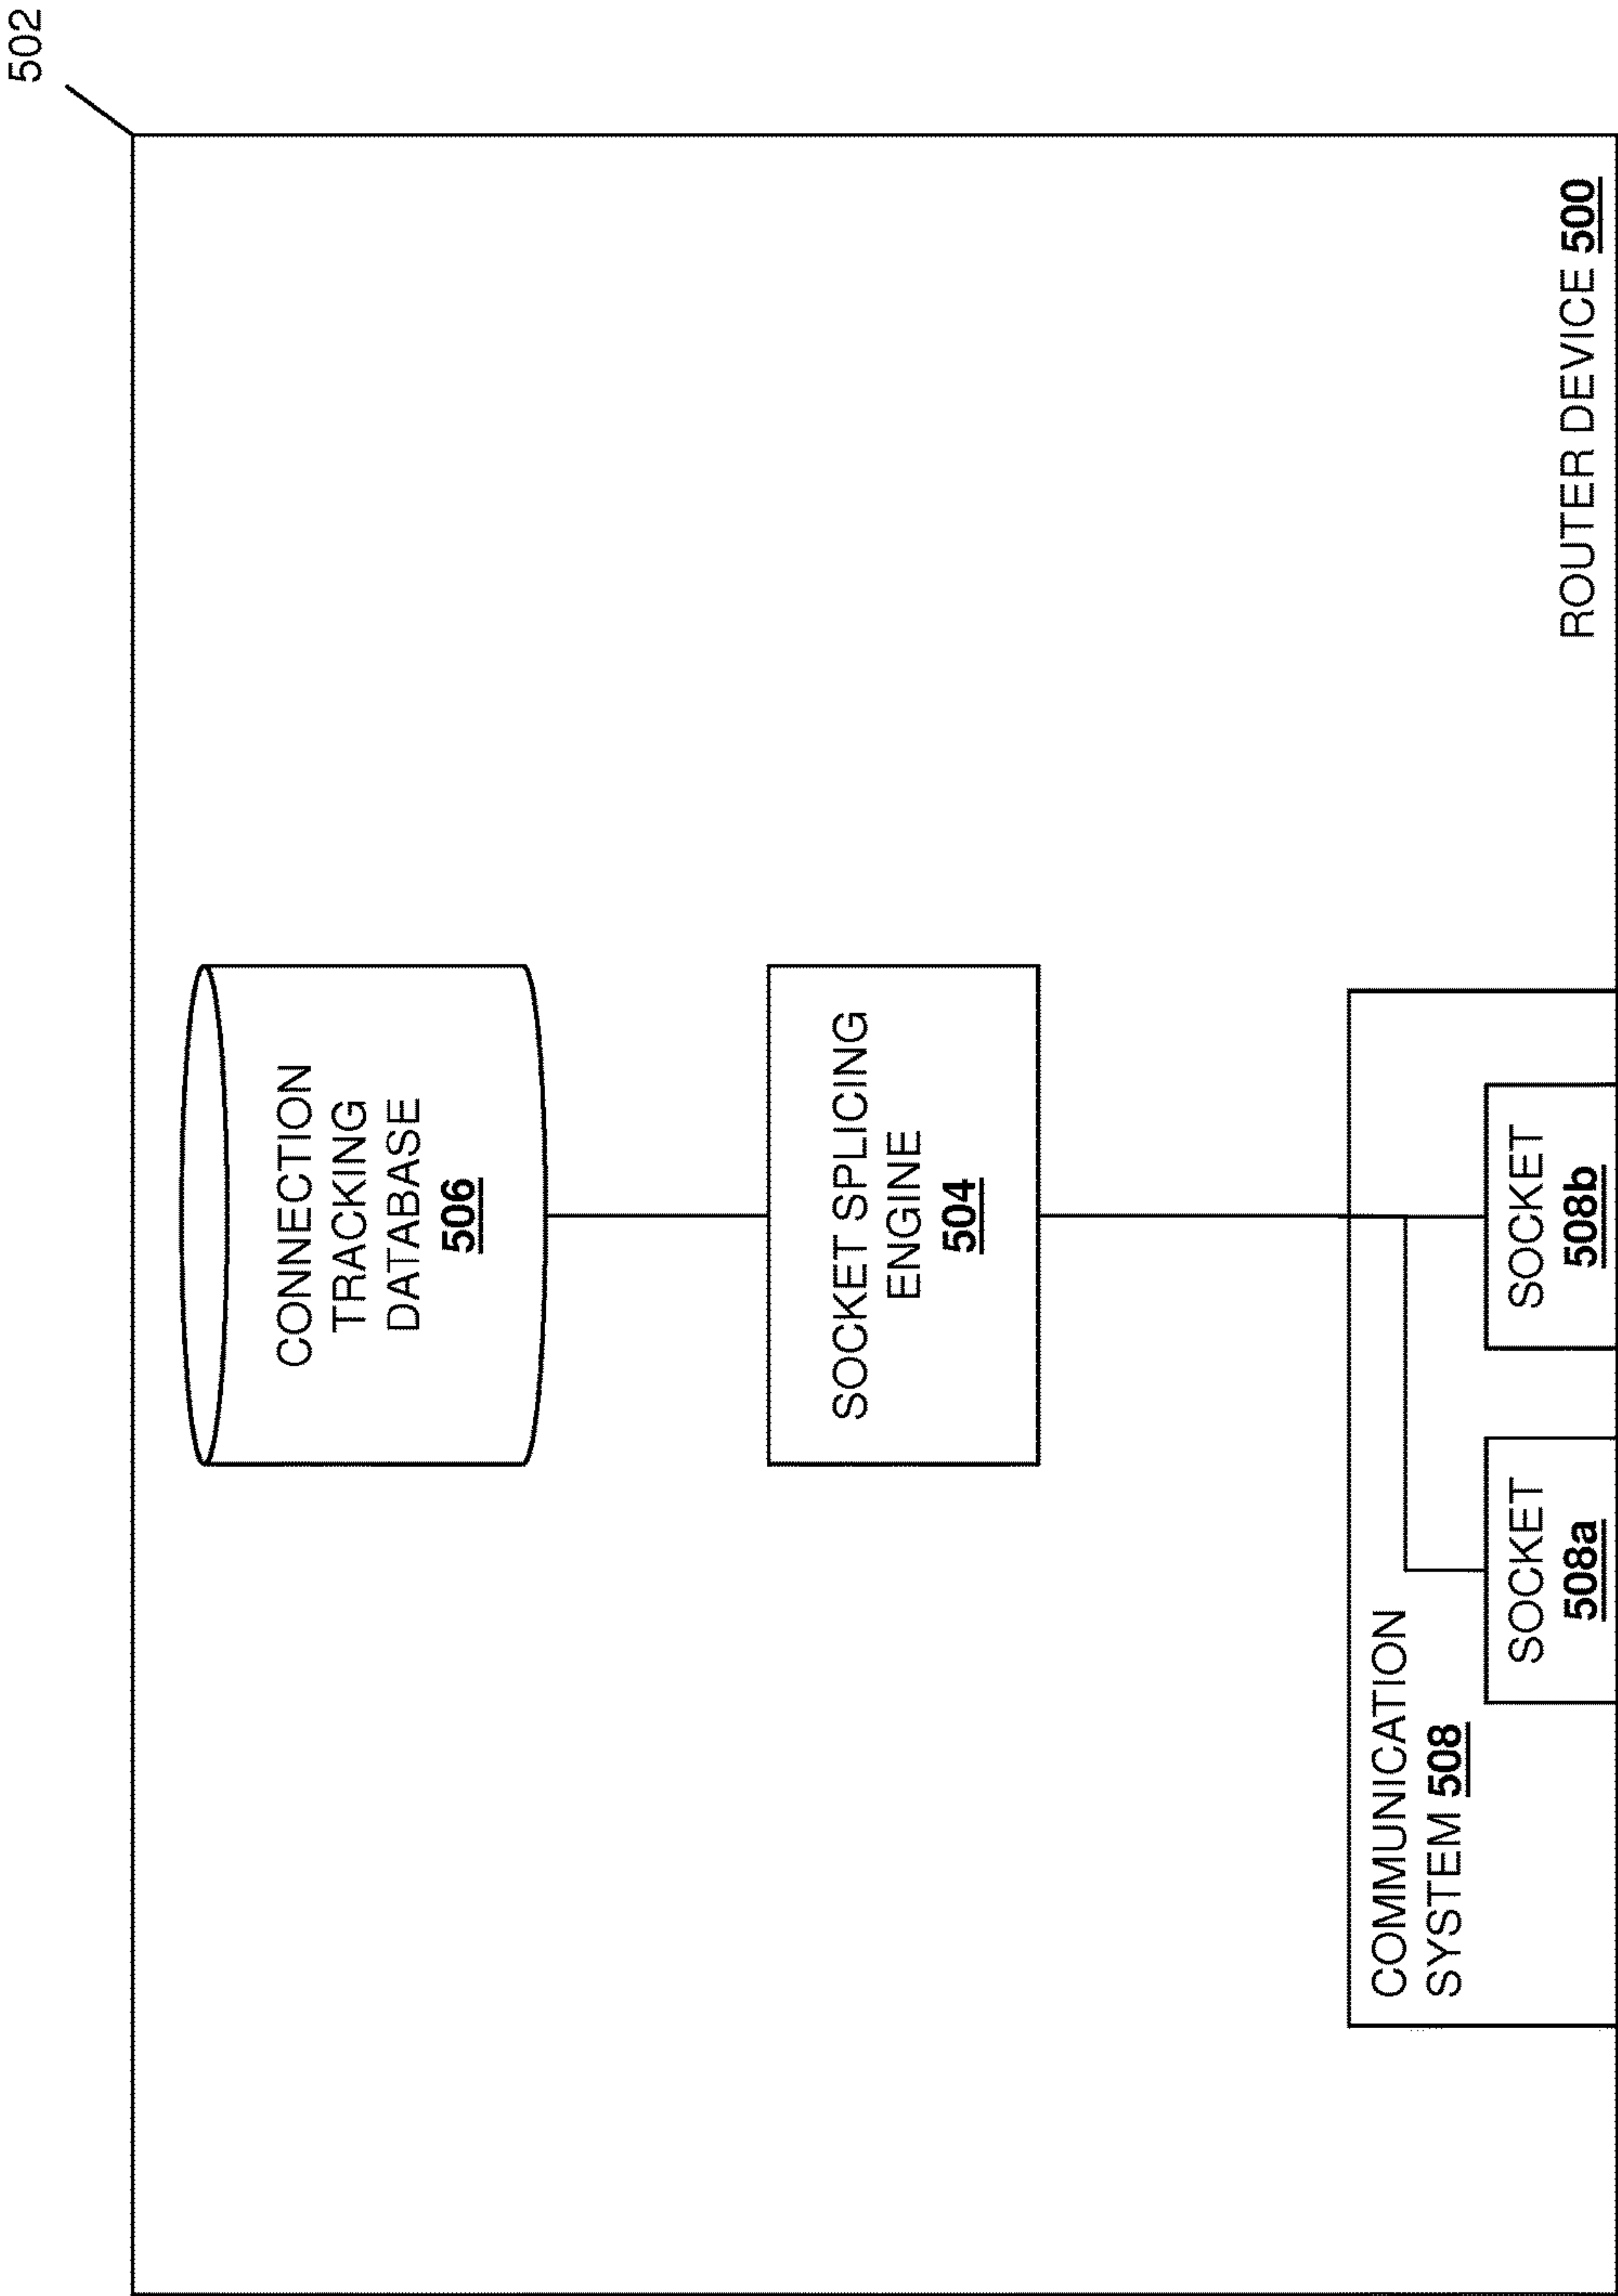 502
CONNECTION
TRACKING
DATABASE
506
SOCKET SPLICING
ENGINE
504
COMMUNICATION
SYSTEM 508
SOCKET
508a
SOCKET
508b
ROUTER DEVICE 500